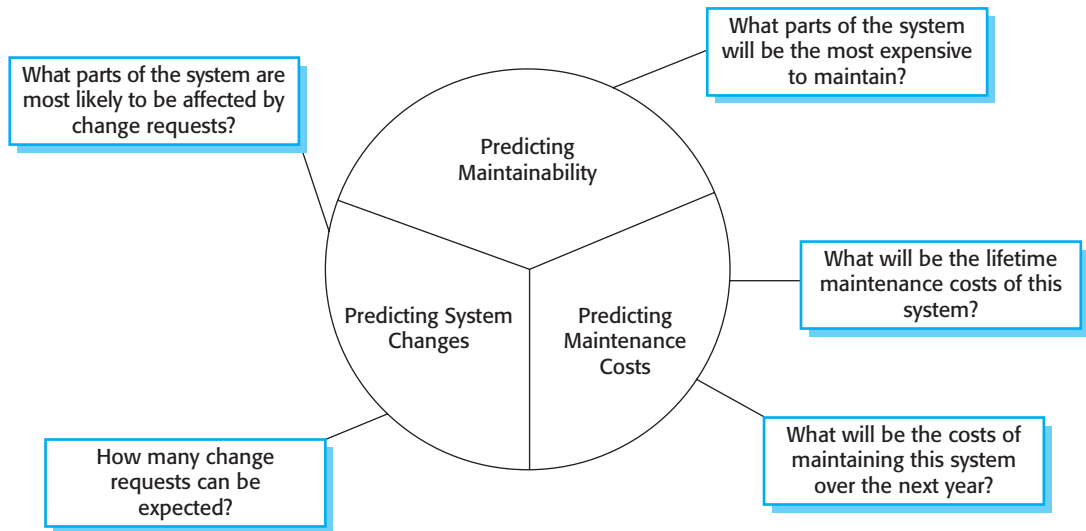 What parts of the system
will be the most expensive
to maintain?
What parts of the system are
most likely to be affected by
change requests?
Predicting
Maintainability
What will be the lifetime
maintenance costs of this
system?
Predicting System
Changes
Predicting
Maintenance
Costs
How many change
requests can be
expected?
What will be the costs of
maintaining this system
over the next year?